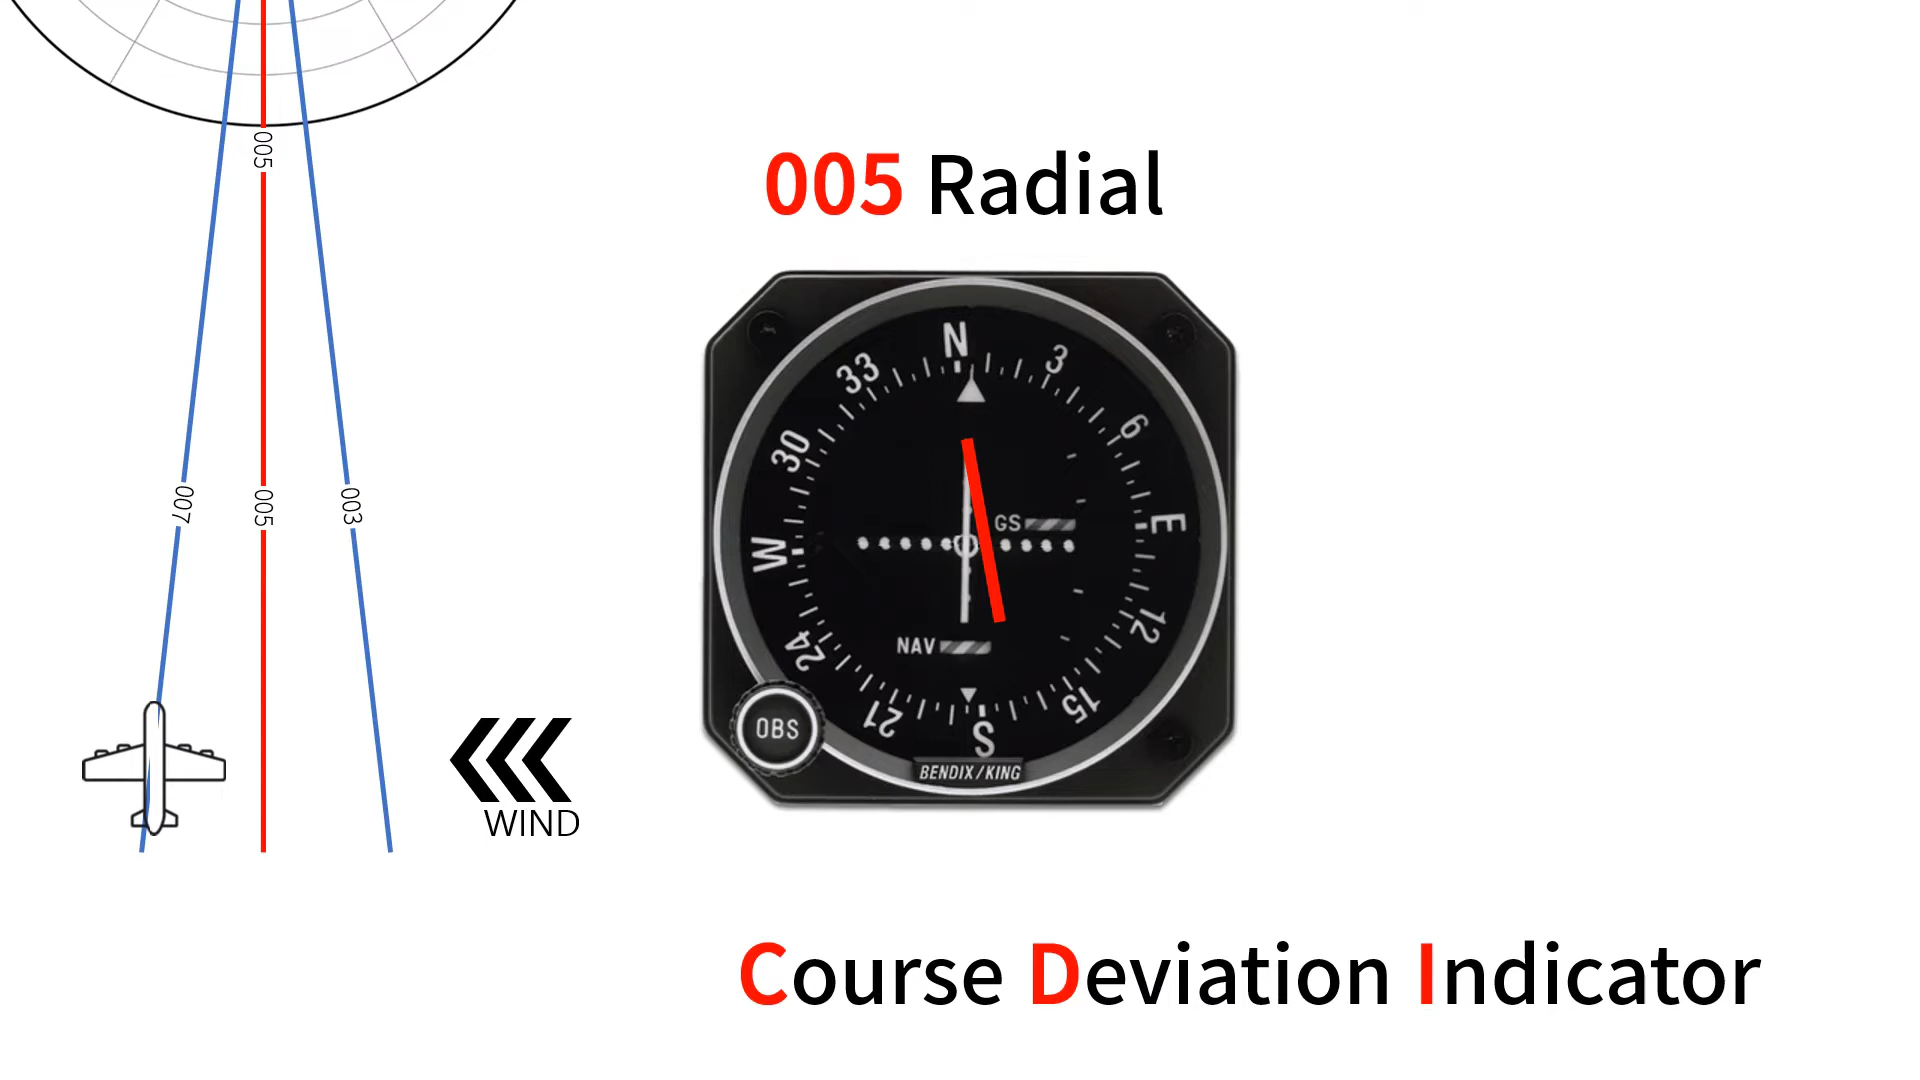 005
005 Radial
N
33
3
30
6
007
005
003
GS
W
E
NAV
24
12
21
15
OBS
S
BENDIX/KING
WIND
Course Deviation Indicator